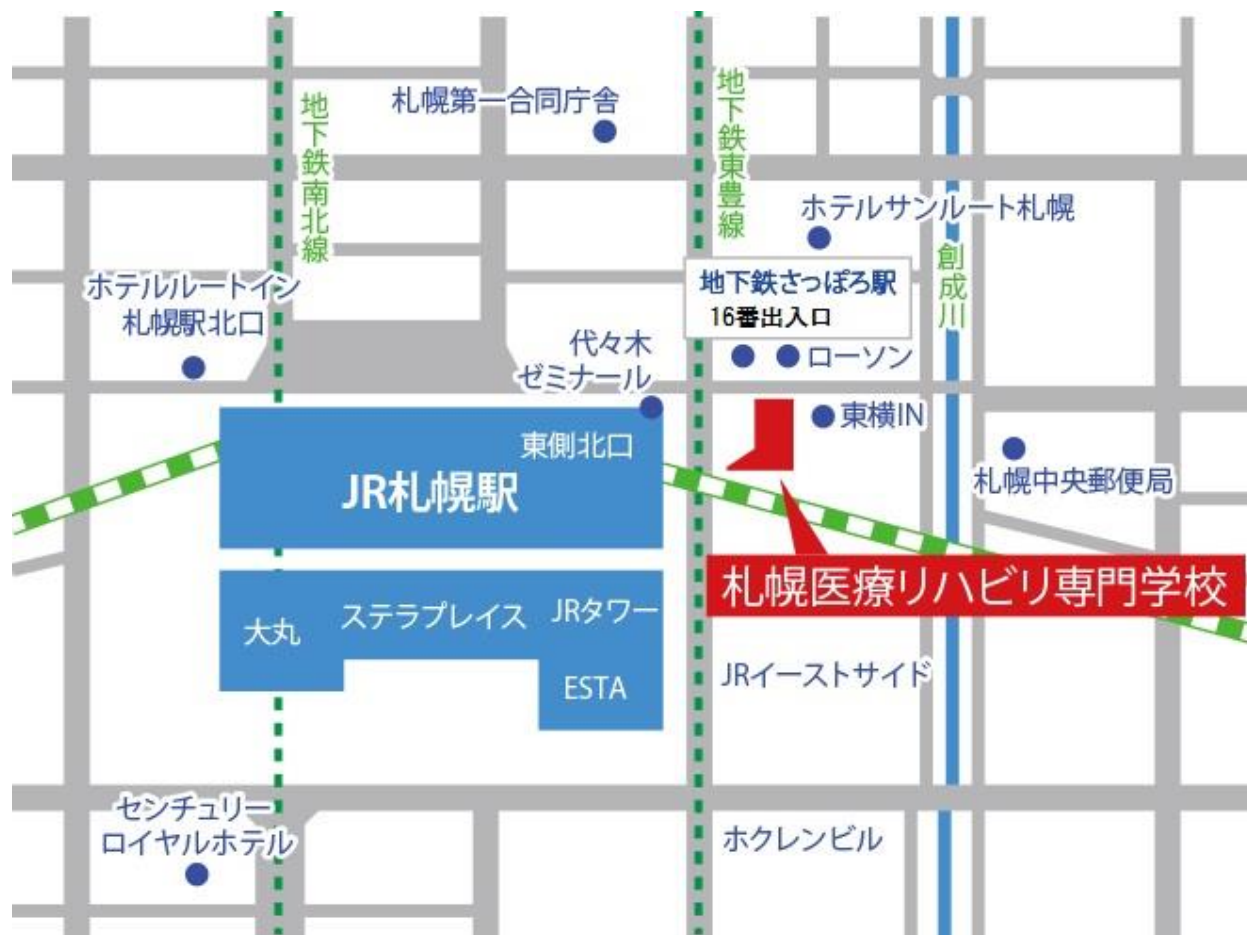 札幌第一合同庁舎
地下鉄南北線
地下鉄東豊線
ホテルサンルート札幌
創成川
ホテルルートイン
札幌駅北口
地下鉄さっぽろ駅
16番出入口
代々木
ゼミナール
ローソン
東横IN
東側北口
JR札幌駅
札幌中央郵便局
札幌医療リハビリ専門学校
大丸
ステラプレイス
JRタワー
ESTA
JRイーストサイド
センチュリー
ロイヤルホテル
ホクレンビル